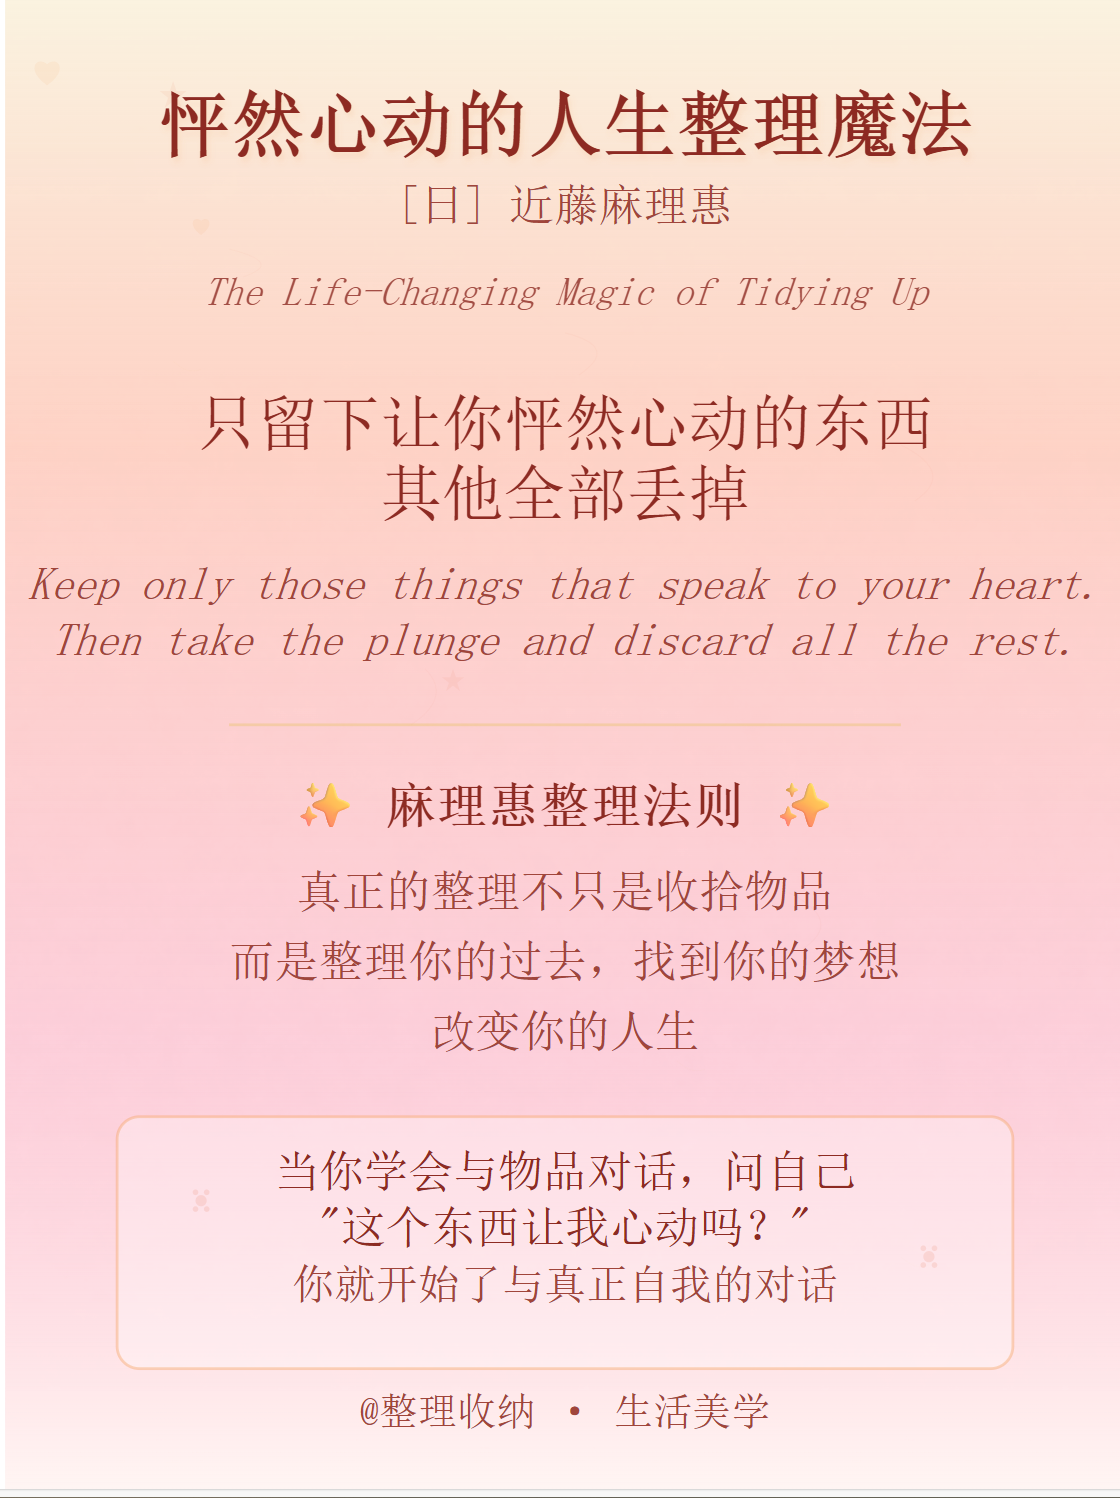 怦然心动的人生整理魔法
[日] 近藤麻理惠
The Life-Changing Magic of Tidying Up
只留下让你怦然心动的东西
其他全部丢掉
Keep only those things that speak to your heart.
Then take the plunge and discard all the rest.
✨ 麻理惠整理法则 ✨
真正的整理不只是收拾物品
而是整理你的过去，找到你的梦想
改变你的人生
当你学会与物品对话，问自己
"这个东西让我心动吗？"
你就开始了与真正自我的对话
@整理收纳 • 生活美学